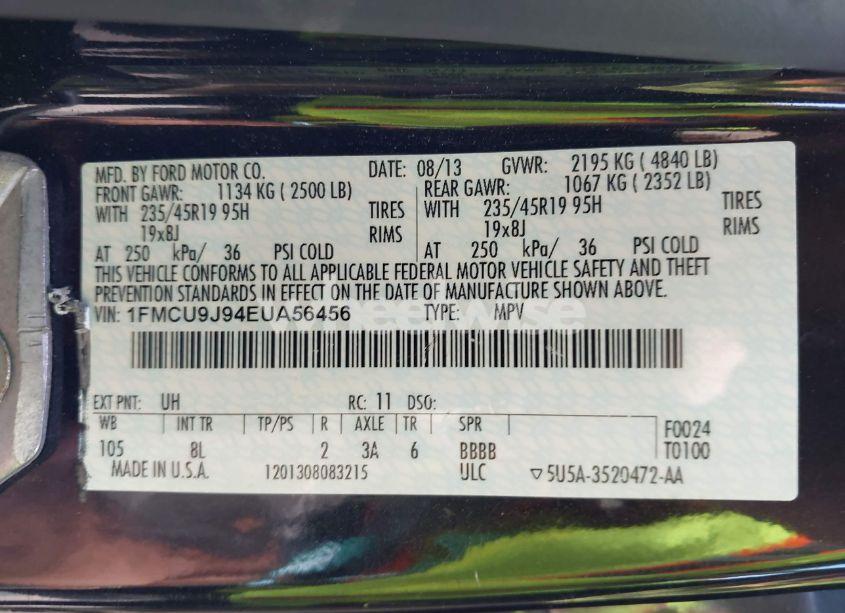 MFD. BY FORD MOTOR CO. DATE: 08/13 GVWR: 2195 KG ( 4840 LB)
FRONT GAWR: 1134 KG ( 2500 LB) REAR GAWR: 1067 KG ( 2352 LB)
WITH 235/45R19 95H TIRES WITH 235/45R19 95H TIRES
19x8J RIMS 19x8J RIMS
AT 250 kPa/ 36 PSI COLD AT 250 kPa/ 36 PSI COLD
THIS VEHICLE CONFORMS TO ALL APPLICABLE FEDERAL MOTOR VEHICLE SAFETY AND THEFT
PREVENTION STANDARDS IN EFFECT ON THE DATE OF MANUFACTURE SHOWN ABOVE.
VIN: 1FMCU9J94EUA56456 TYPE: MPV
wheelwise
EXT PNT: UH RC: 11 DSO:
WB INT TR TP/PS R AXLE TR SPR F0024
105 8L 2 3A 6 BBBB T0100
MADE IN U.S.A. 1201308083215 ULC ▽5U5A-3520472-AA